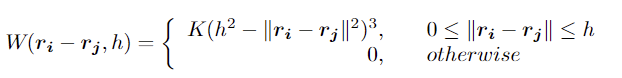 W(r_i − r_j, h) = { K(h² − ∥r_i − r_j∥²)³, 0 ≤ ∥r_i − r_j∥ ≤ h
0, otherwise